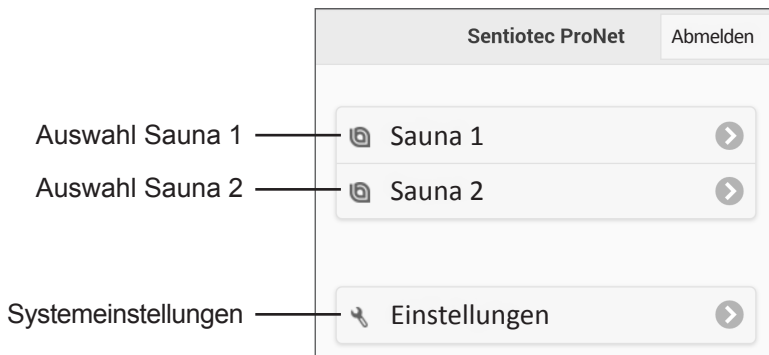 Sentiotec ProNet Abmelden
Auswahl Sauna 1 Sauna 1
Auswahl Sauna 2 Sauna 2
Systemeinstellungen Einstellungen